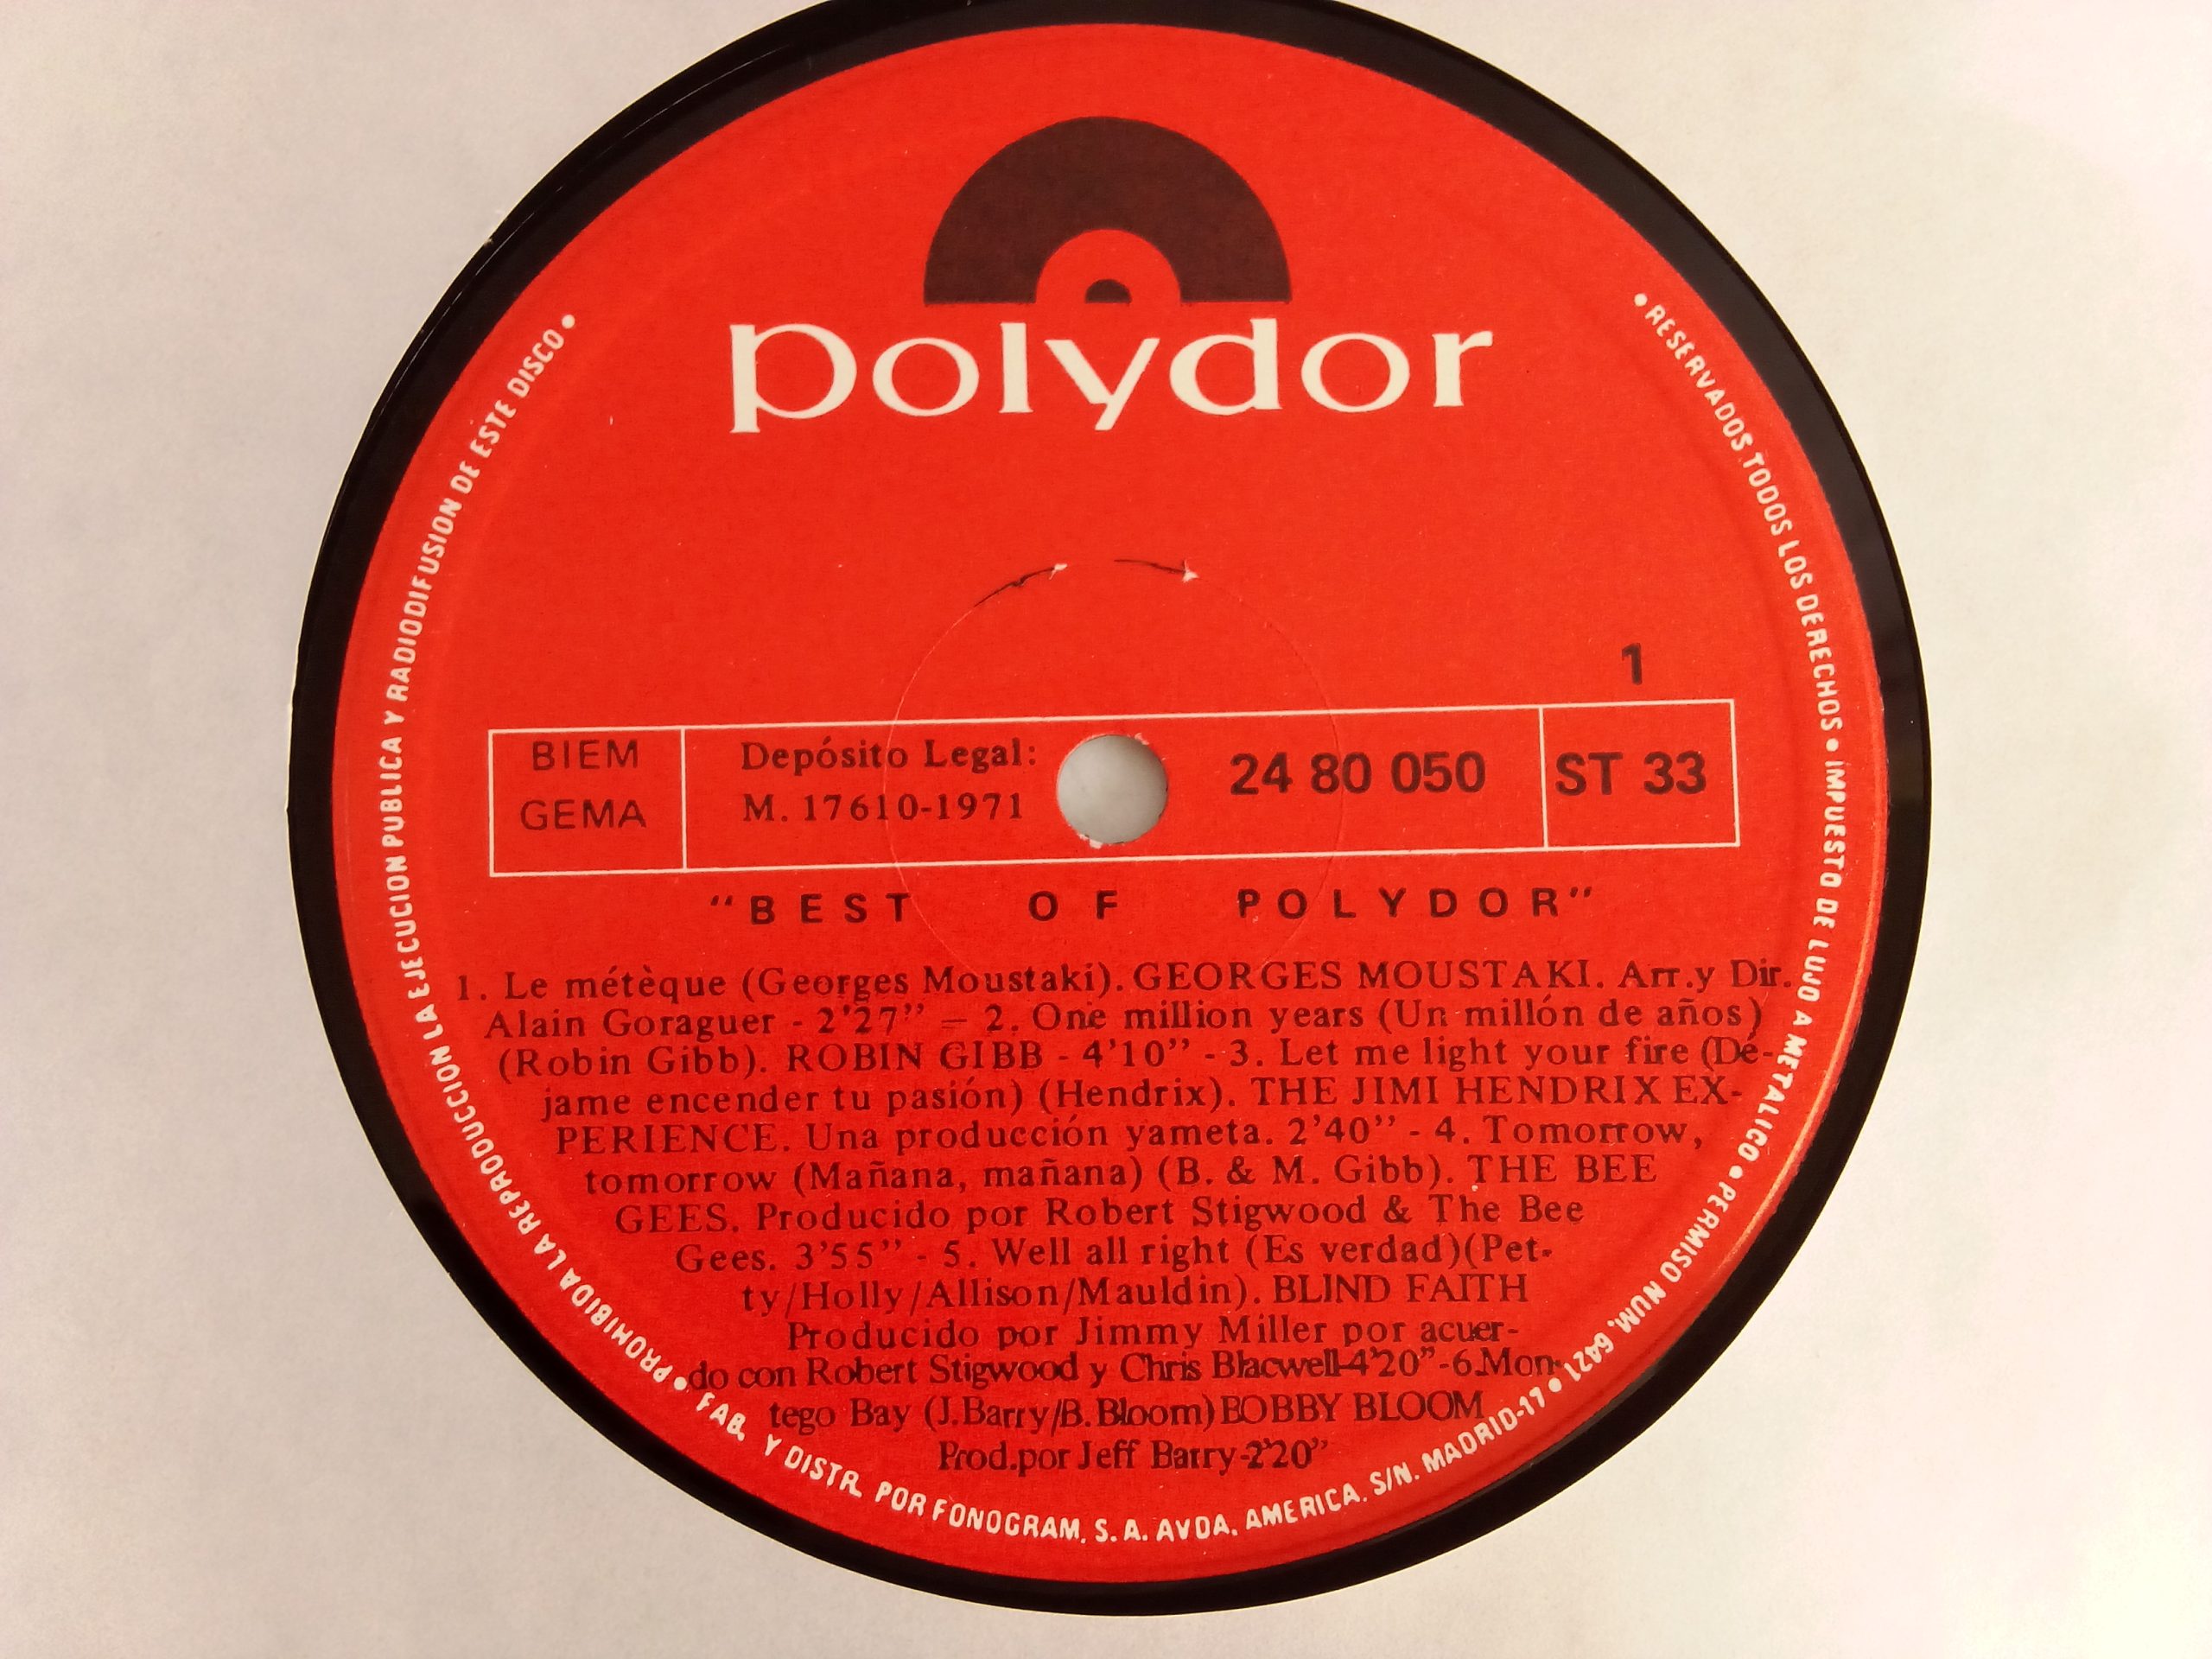 polydor
1
BIEM
GEMA
Depósito Legal:
M. 17610-1971
24 80 050
ST 33
"BEST OF POLYDOR"
1. Le métèque (Georges Moustaki). GEORGES MOUSTAKI. Arr.y Dir.
Alain Goraguer - 2'27" – 2. One million years (Un millón de años)
(Robin Gibb). ROBIN GIBB - 4'10" - 3. Let me light your fire (Dé-
jame encender tu pasión) (Hendrix). THE JIMI HENDRIX EX-
PERIENCE. Una producción yameta. 2'40" - 4. Tomorrow,
tomorrow (Mañana, mañana) (B. & M. Gibb). THE BEE
GEES. Producido por Robert Stigwood & The Bee
Gees. 3'55" - 5. Well all right (Es verdad)(Pet-
ty/Holly/Allison/Mauldin). BLIND FAITH
Producido por Jimmy Miller por acuer-
do con Robert Stigwood y Chris Blacwell-4'20"-6.Mon-
tego Bay (J.Barry/B.Bloom) BOBBY BLOOM
Prod.por Jeff Barry-2'20"
• RESERVADOS TODOS LOS DERECHOS • IMPUESTO DE LUJO A METALICO • PERMISO NUM. 6421 •
FAB. Y DISTR. POR FONOGRAM, S. A. AVDA. AMERICA, S/N. MADRID-17
• PROHIBIDA LA REPRODUCCION LA EJECUCION PUBLICA Y RADIODIFUSION DE ESTE DISCO •